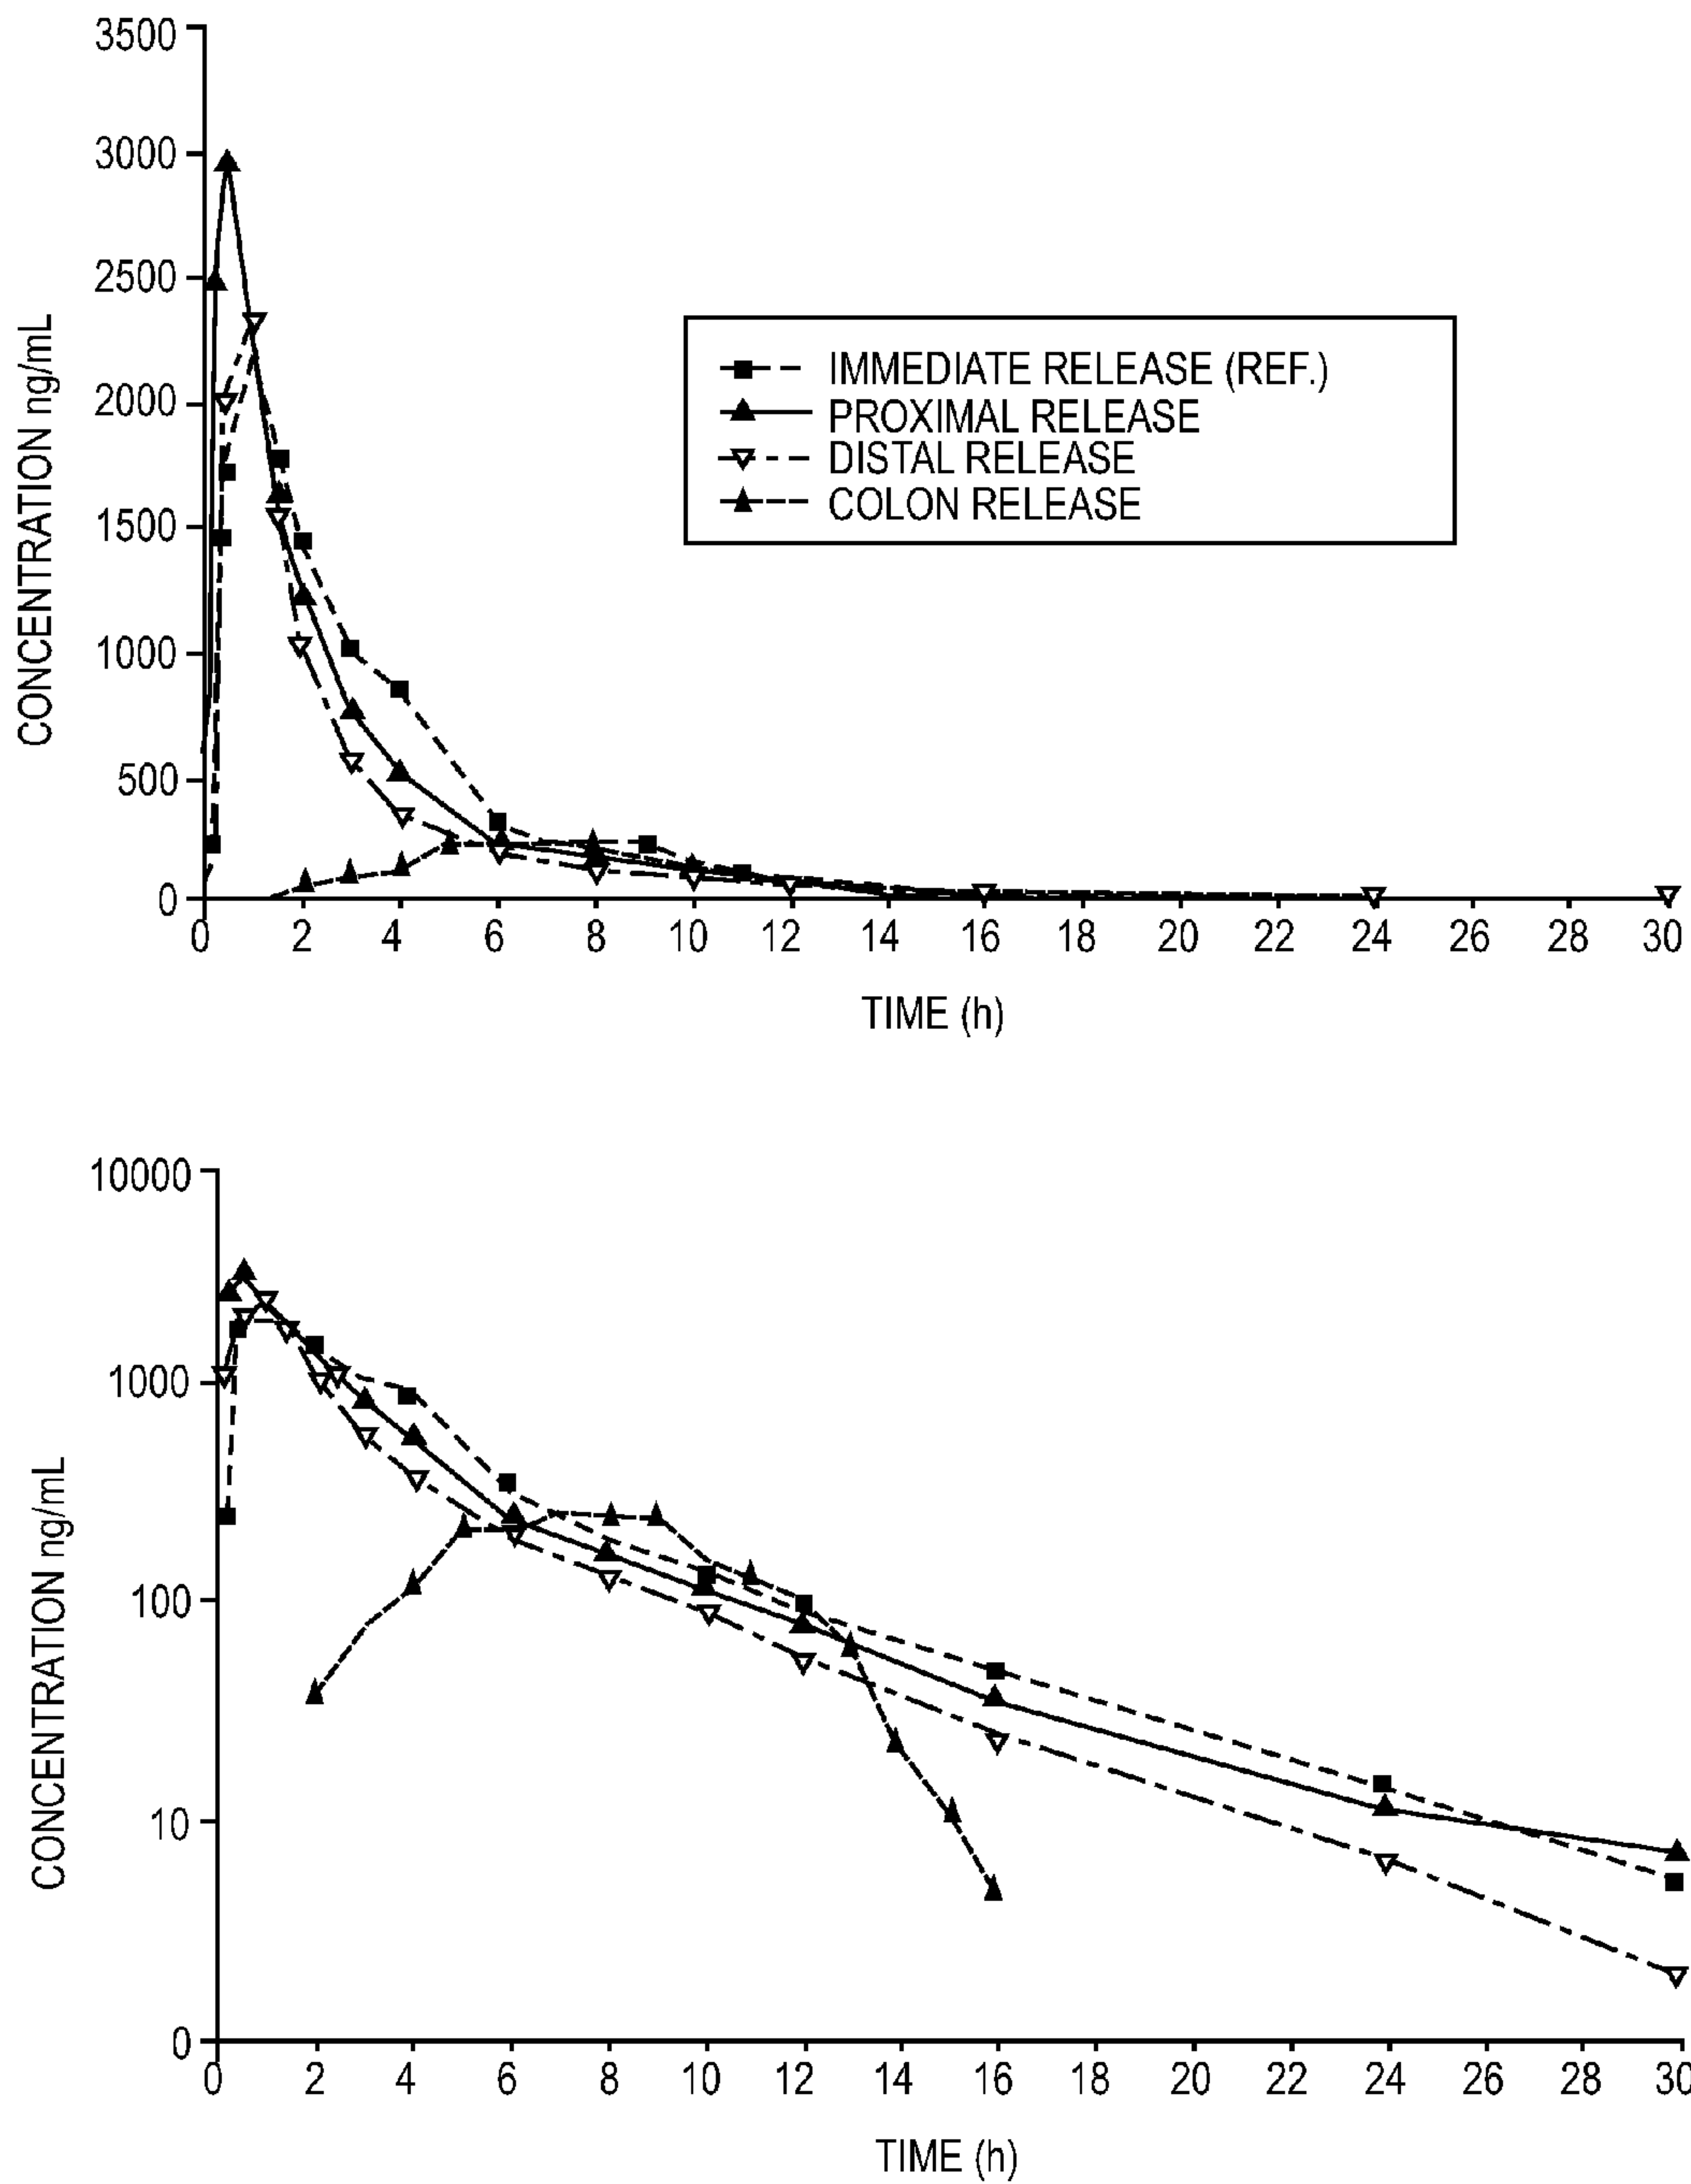 3500
3000
2500
2000
1500
1000
500
0
CONCENTRATION ng/mL
IMMEDIATE RELEASE (REF.)
PROXIMAL RELEASE
DISTAL RELEASE
COLON RELEASE
0 2 4 6 8 10 12 14 16 18 20 22 24 26 28 30
TIME (h)
10000
1000
100
10
0
CONCENTRATION ng/mL
0 2 4 6 8 10 12 14 16 18 20 22 24 26 28 30
TIME (h)